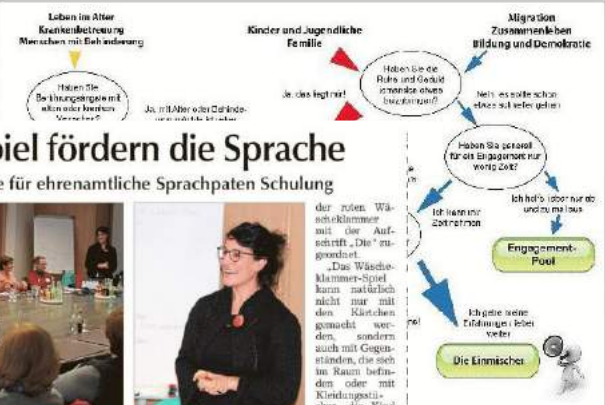 Leben im Alter
Krankenbetreuung
Menschen mit Behinderung
Kinder und Jugendliche
Familie
Migration
Zusammenleben
Bildung und Demokratie
Haben Sie
Berührungsängste mit
alten oder kranken
Ja, das liegt mir!
Haben Sie die
Ruhe und Geduld
jemandem etwas
beizubringen?
Nein, es sollte schon
etwas schneller gehen
Ja, mit Alter oder Behinde-
Haben Sie generell
für ein Engagement nur
wenig Zeit?
Ich kann mir
Zeit nehmen
Ich helfe lieber nur ab
und zu mal aus
Engagement-
Pool
Ich gebe meine
Erfahrungen lieber
weiter
Die Einmischer
piel fördern die Sprache
e für ehrenamtliche Sprachpaten Schulung
der roten Wä-
scheklammer
mit der Auf-
schrift „Die" zu-
geordnet.
„Das Wäsche-
klammer-Spiel
kann natürlich
nicht nur mit
den Kärtchen
gemacht wer-
den, sondern
auch mit Gegen-
ständen, die sich
im Raum befin-
den oder mit
Kleidungsstü-